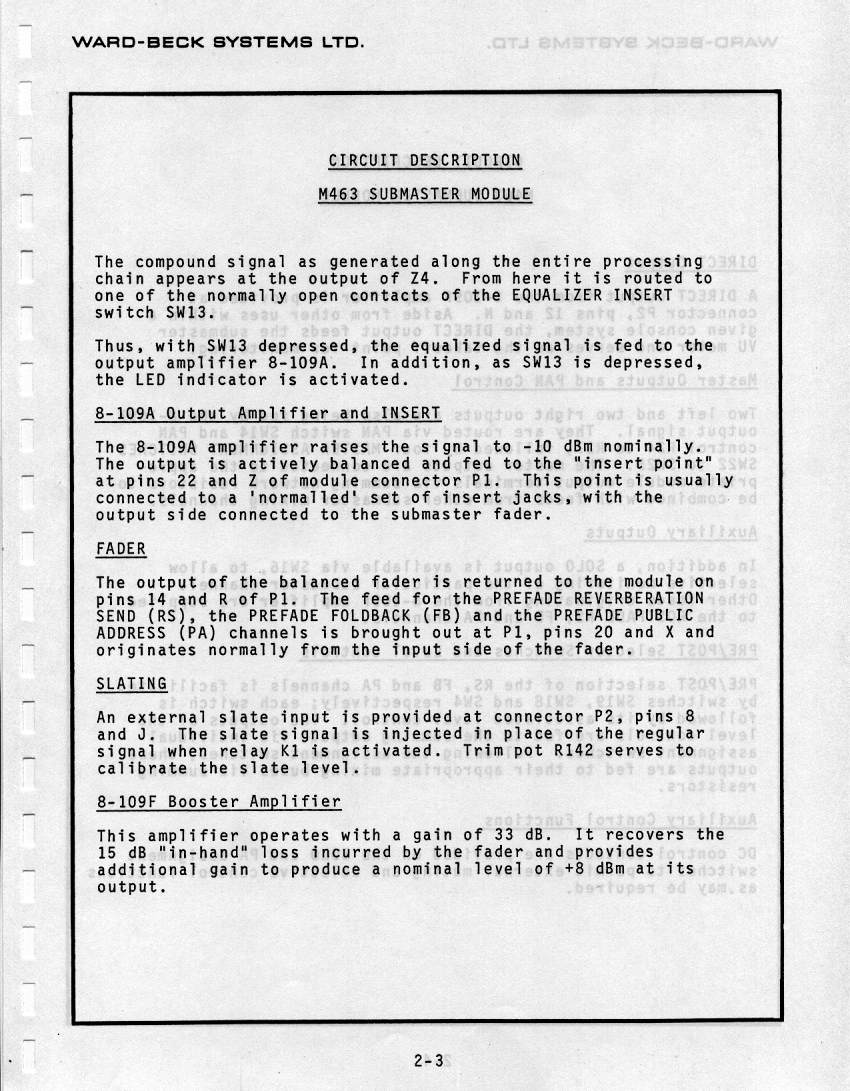 WARD-BECK SYSTEMS LTD.
CIRCUIT DESCRIPTION
M463 SUBMASTER MODULE
The compound signal as generated along the entire processing
chain appears at the output of Z4.  From here it is routed to
one of the normally open contacts of the EQUALIZER INSERT
switch SW13.
Thus, with SW13 depressed, the equalized signal is fed to the
output amplifier 8-109A.  In addition, as SW13 is depressed,
the LED indicator is activated.
8-109A Output Amplifier and INSERT
The 8-109A amplifier raises the signal to -10 dBm nominally.
The output is actively balanced and fed to the "insert point"
at pins 22 and Z of module connector P1.  This point is usually
connected to a 'normalled' set of insert jacks, with the
output side connected to the submaster fader.
FADER
The output of the balanced fader is returned to the module on
pins 14 and R of P1.  The feed for the PREFADE REVERBERATION
SEND (RS), the PREFADE FOLDBACK (FB) and the PREFADE PUBLIC
ADDRESS (PA) channels is brought out at P1, pins 20 and X and
originates normally from the input side of the fader.
SLATING
An external slate input is provided at connector P2, pins 8
and J.  The slate signal is injected in place of the regular
signal when relay K1 is activated.  Trim pot R142 serves to
calibrate the slate level.
8-109F Booster Amplifier
This amplifier operates with a gain of 33 dB.  It recovers the
15 dB "in-hand" loss incurred by the fader and provides
additional gain to produce a nominal level of +8 dBm at its
output.
2-3